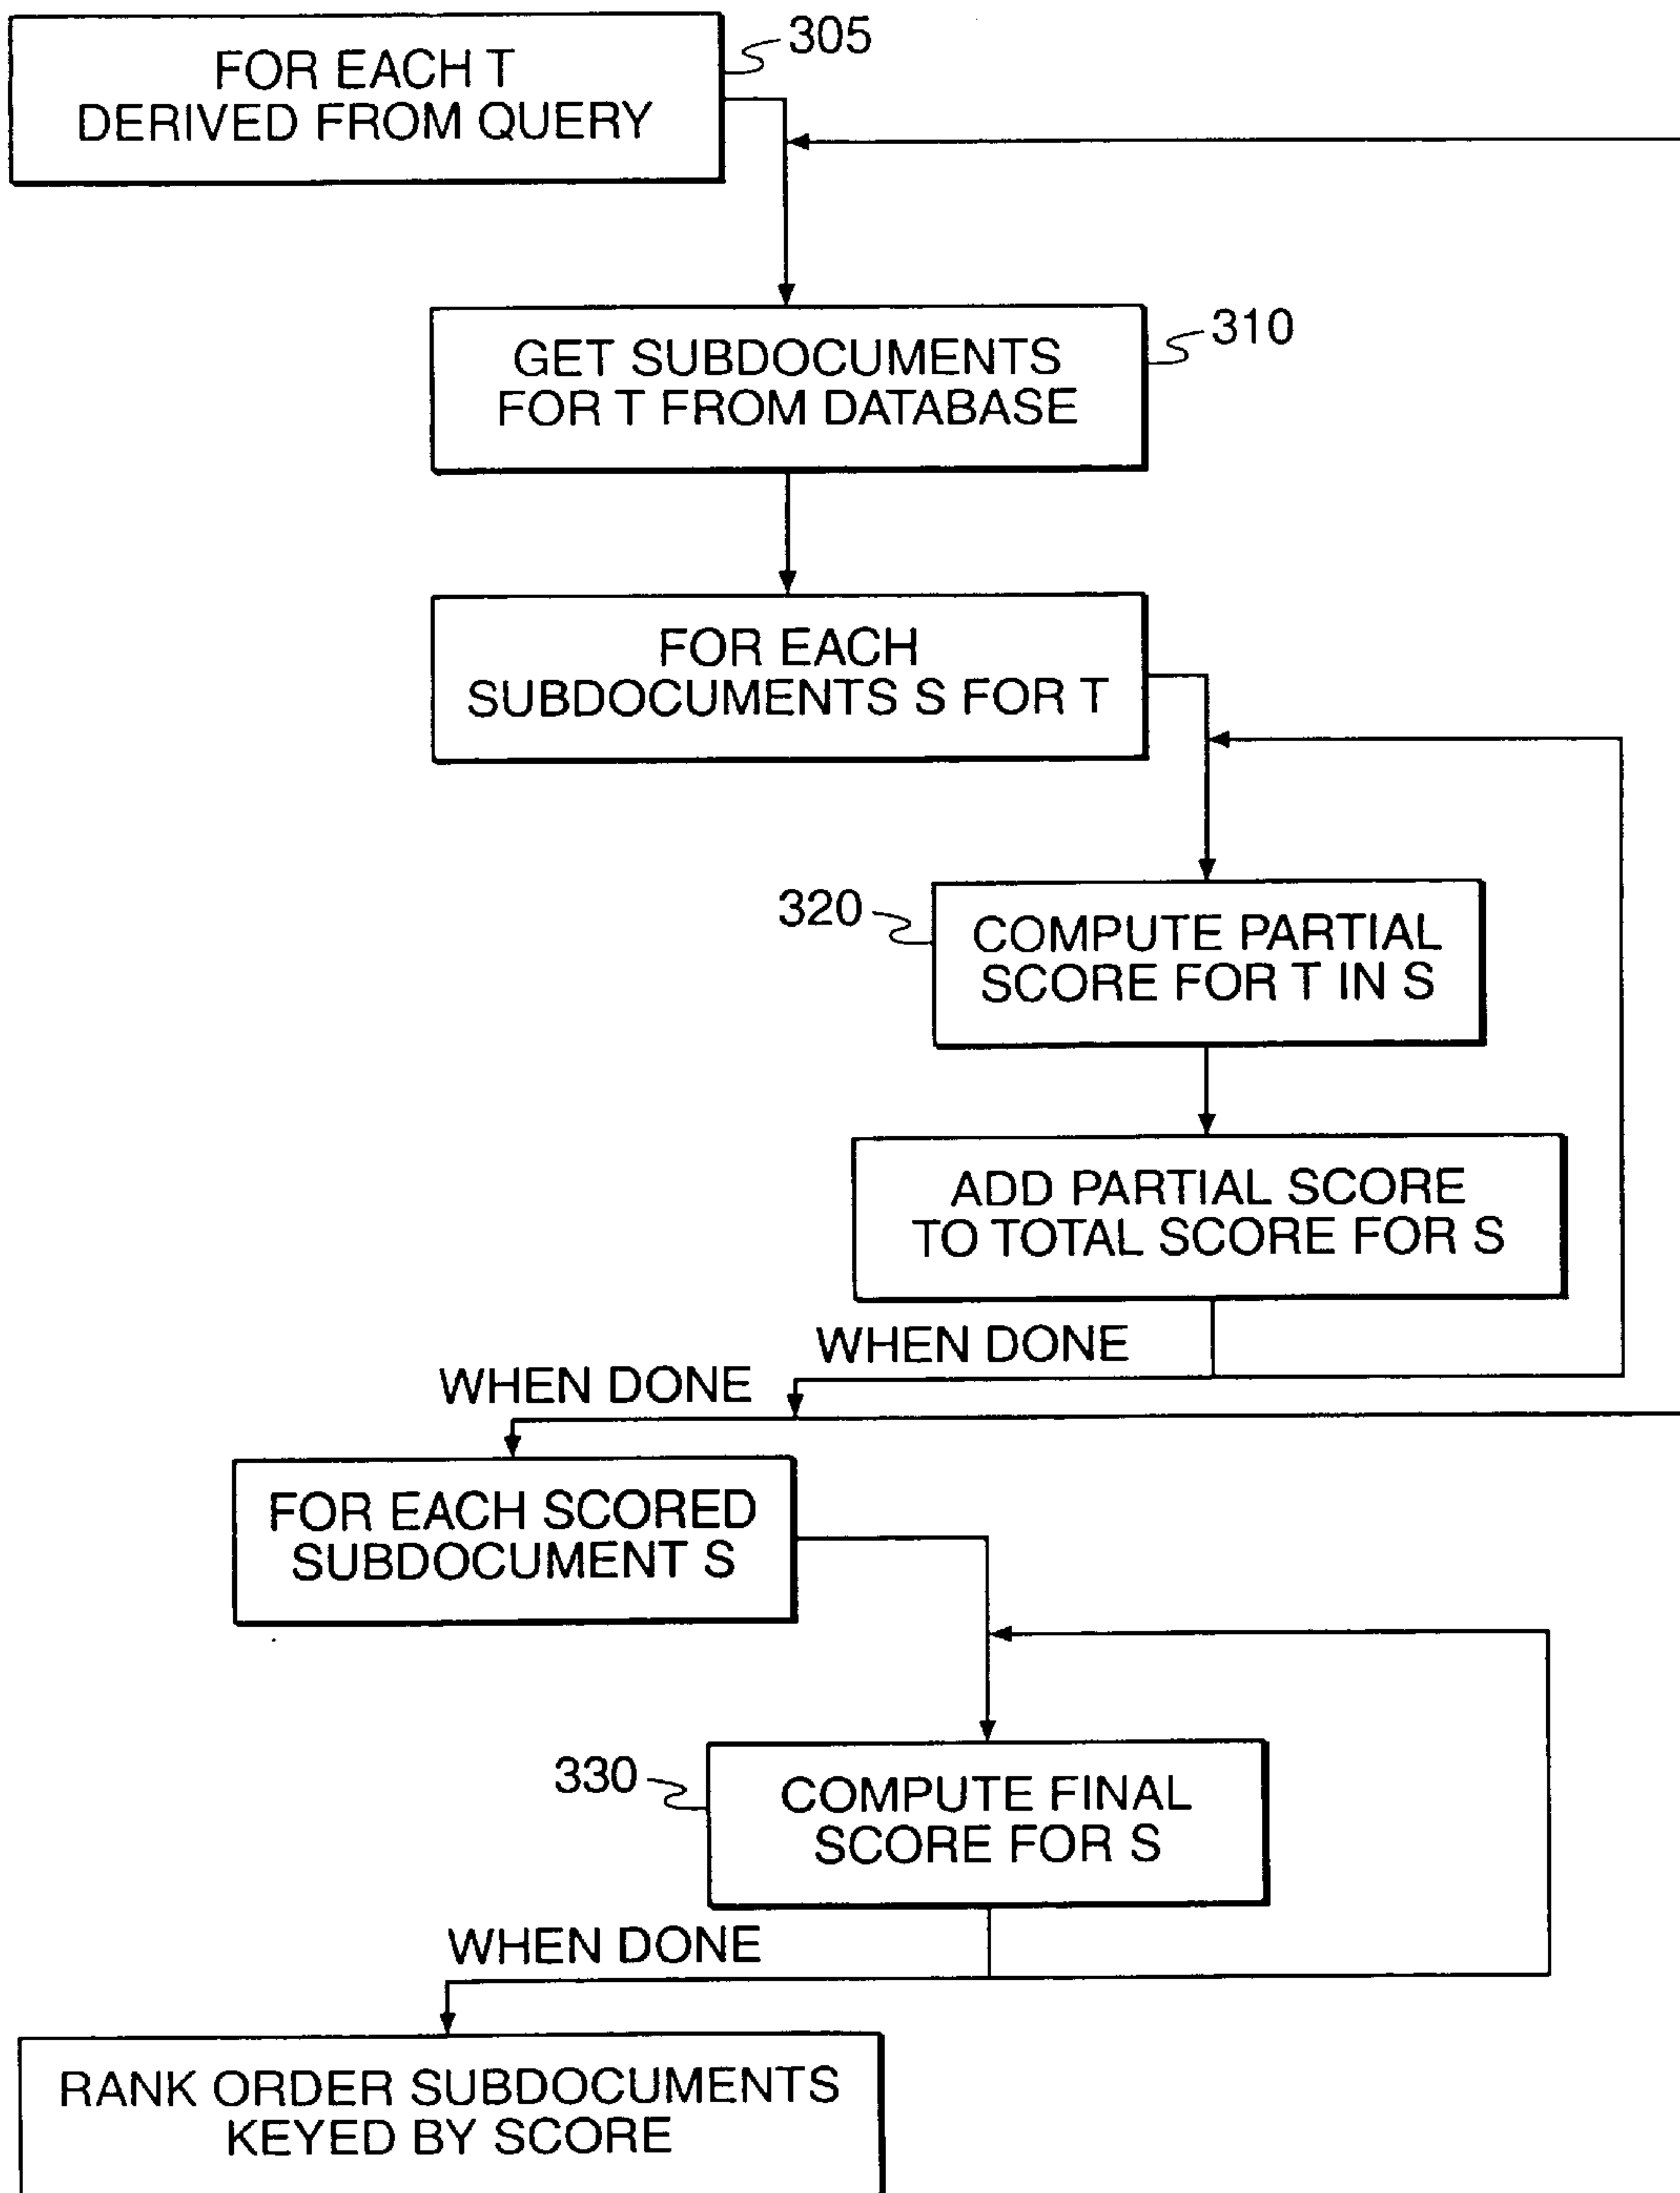 FOR EACH T
DERIVED FROM QUERY
305
GET SUBDOCUMENTS
FOR T FROM DATABASE
310
FOR EACH
SUBDOCUMENTS S FOR T
320
COMPUTE PARTIAL
SCORE FOR T IN S
ADD PARTIAL SCORE
TO TOTAL SCORE FOR S
WHEN DONE
WHEN DONE
FOR EACH SCORED
SUBDOCUMENT S
330
COMPUTE FINAL
SCORE FOR S
WHEN DONE
RANK ORDER SUBDOCUMENTS
KEYED BY SCORE